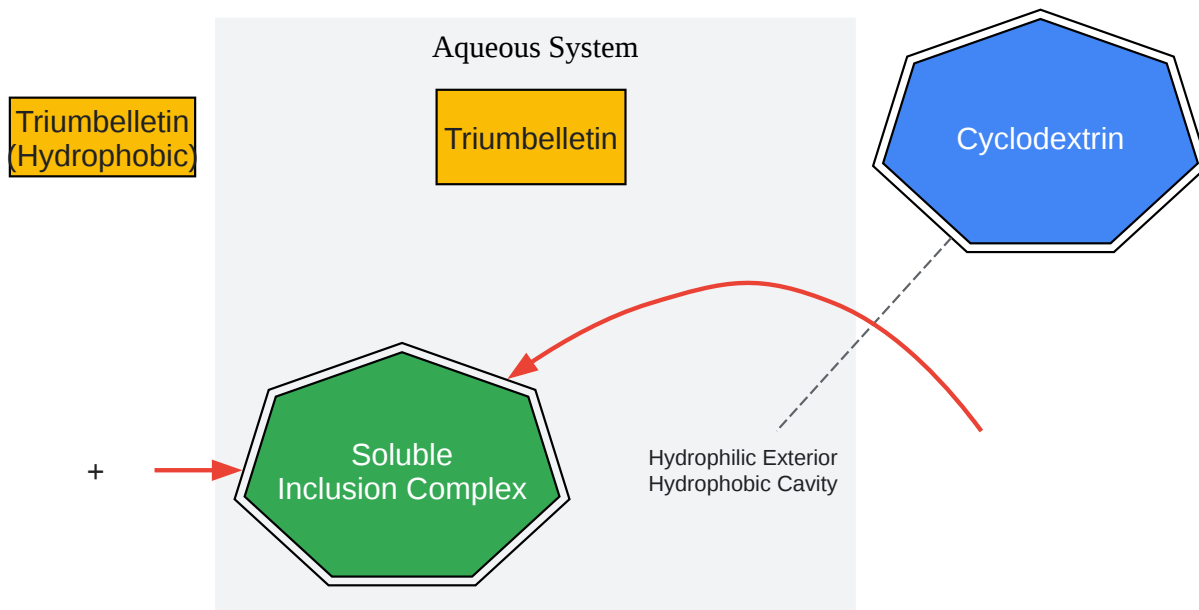 Aqueous System
Triumbelletin
(Hydrophobic)
Triumbelletin
Cyclodextrin
Soluble
Inclusion Complex
Hydrophilic Exterior
Hydrophobic Cavity
+